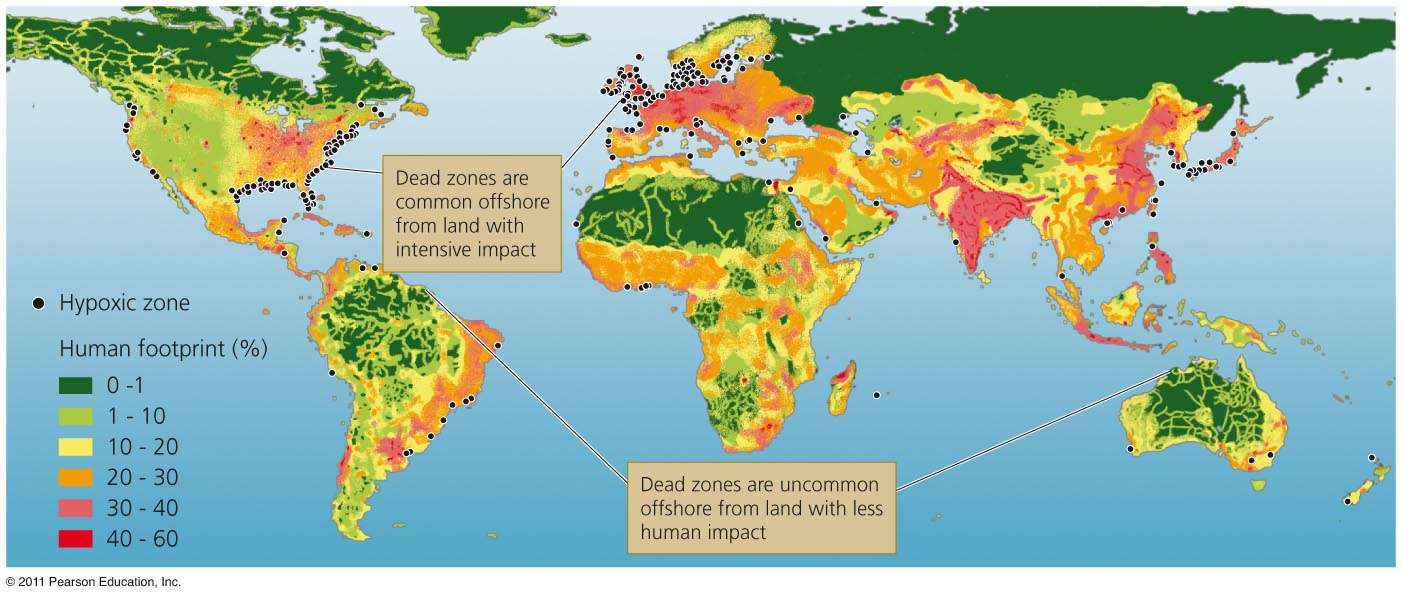 Dead zones are
common offshore
from land with
intensive impact
Hypoxic zone
Human footprint (%)
0 -1
1 - 10
10 - 20
20 - 30
30 - 40
40 - 60
Dead zones are uncommon
offshore from land with less
human impact
© 2011 Pearson Education, Inc.